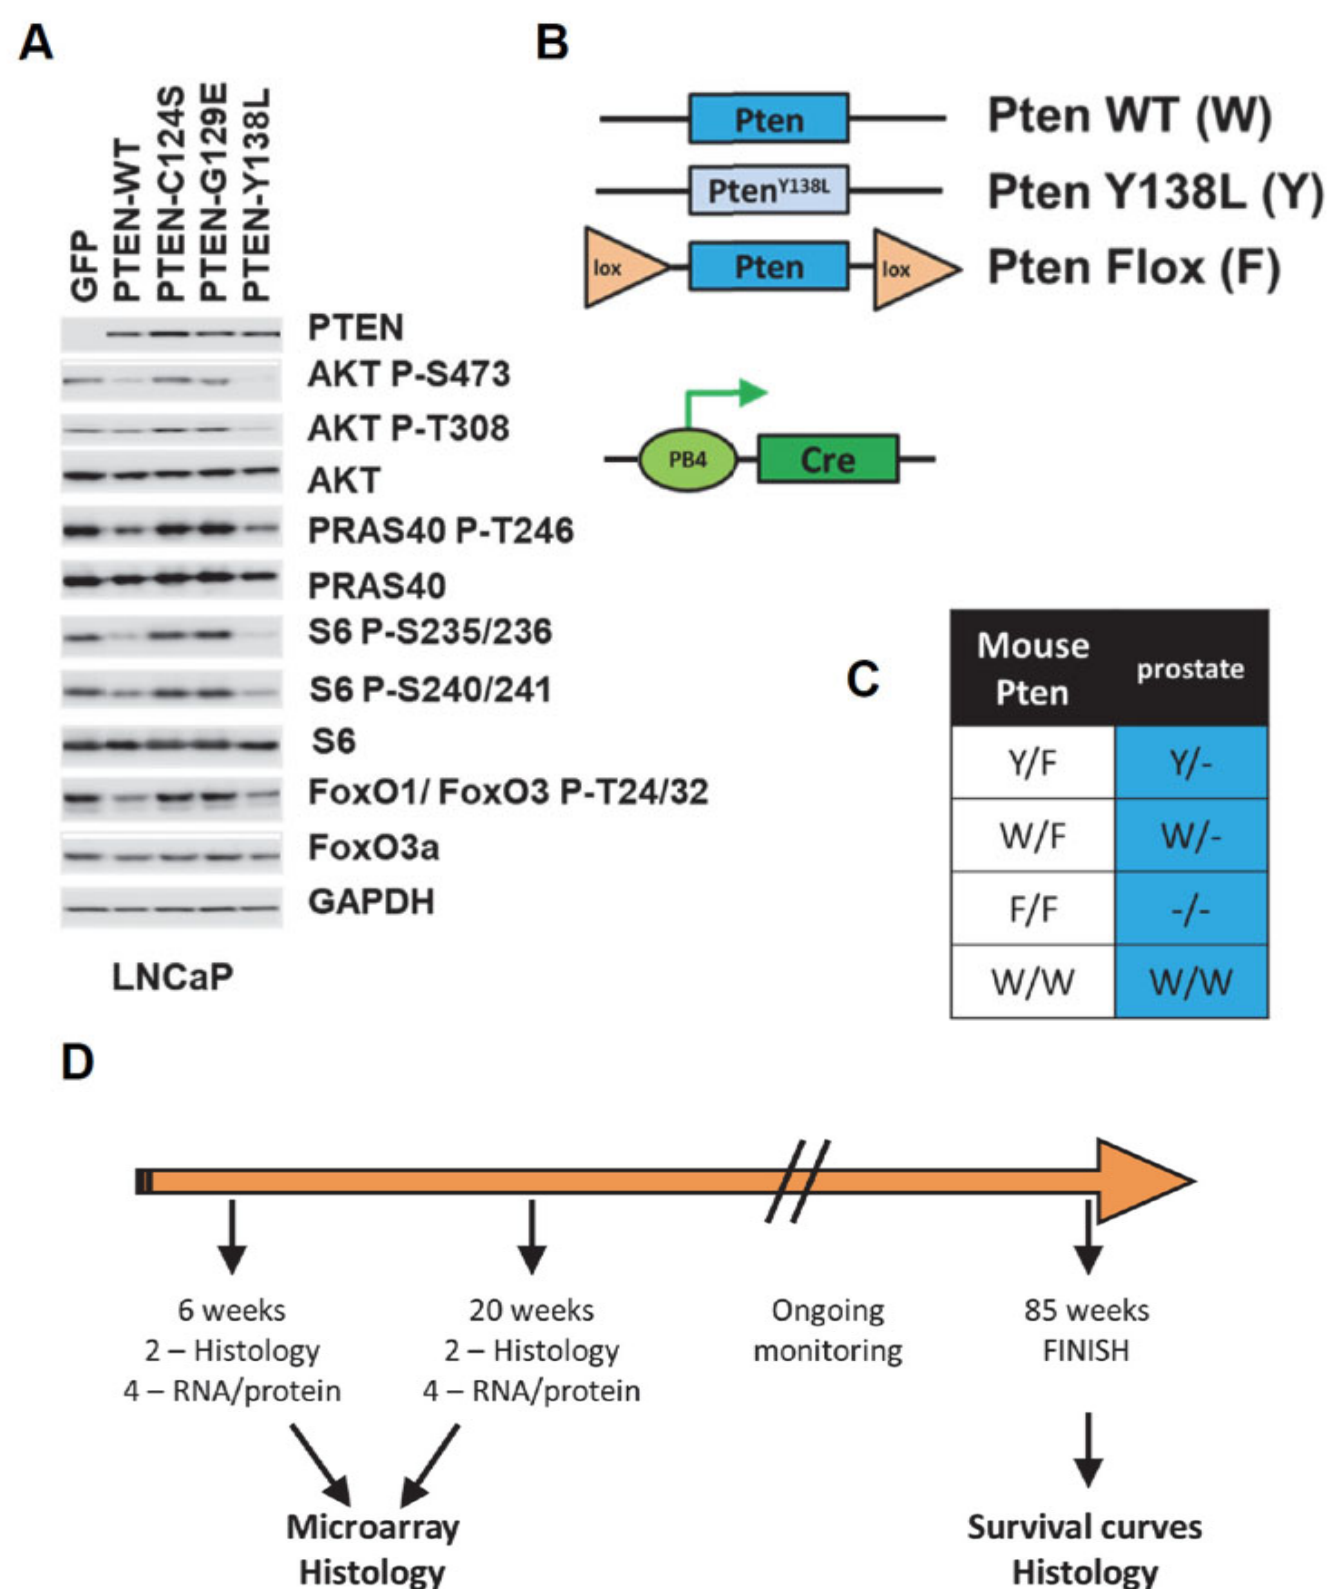 A
GFP
PTEN-WT
PTEN-C124S
PTEN-G129E
PTEN-Y138L
PTEN
AKT P-S473
AKT P-T308
AKT
PRAS40 P-T246
PRAS40
S6 P-S235/236
S6 P-S240/241
S6
FoxO1/ FoxO3 P-T24/32
FoxO3a
GAPDH
LNCaP
B
Pten Pten WT (W)
PtenY138L Pten Y138L (Y)
lox Pten lox Pten Flox (F)
PB4 Cre
C
Mouse
Pten prostate
Y/F Y/-
W/F W/-
F/F -/-
W/W W/W
D
6 weeks
2 – Histology
4 – RNA/protein
20 weeks
2 – Histology
4 – RNA/protein
Ongoing
monitoring
85 weeks
FINISH
Microarray
Histology
Survival curves
Histology